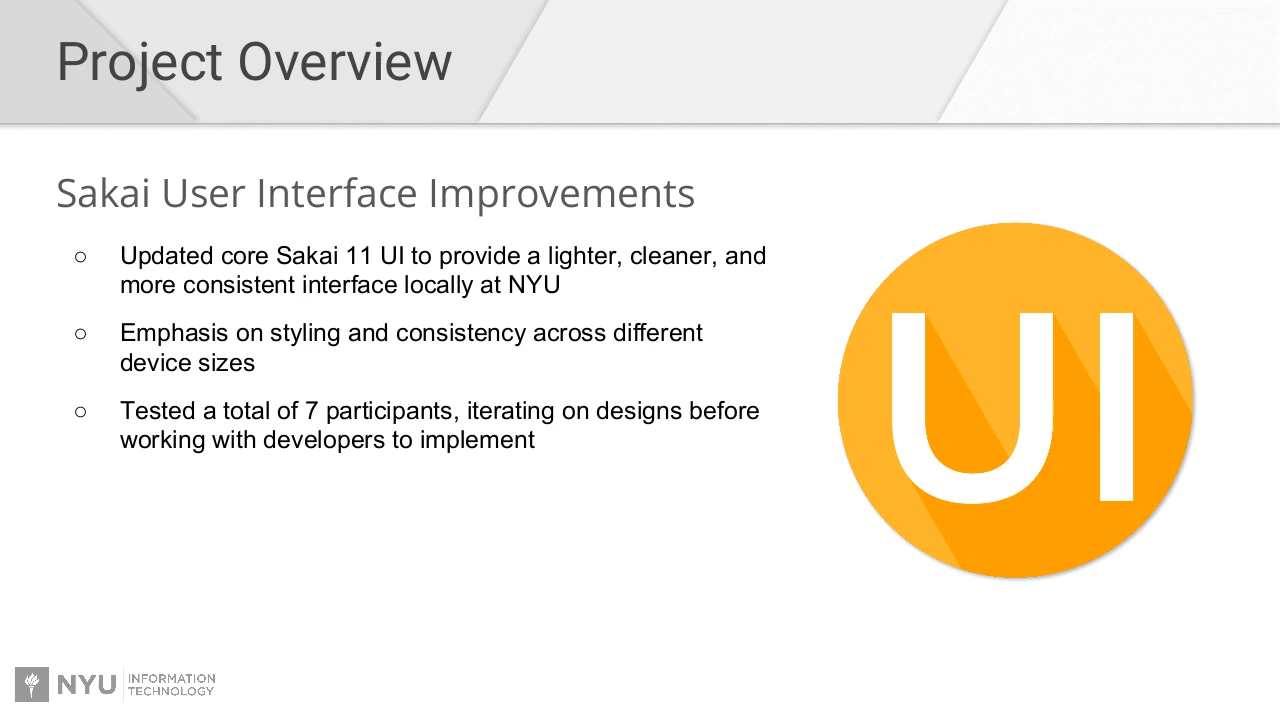 Project Overview
Sakai User Interface Improvements
○ Updated core Sakai 11 UI to provide a lighter, cleaner, and
more consistent interface locally at NYU
○ Emphasis on styling and consistency across different
device sizes
○ Tested a total of 7 participants, iterating on designs before
working with developers to implement
UI
NYU
INFORMATION
TECHNOLOGY